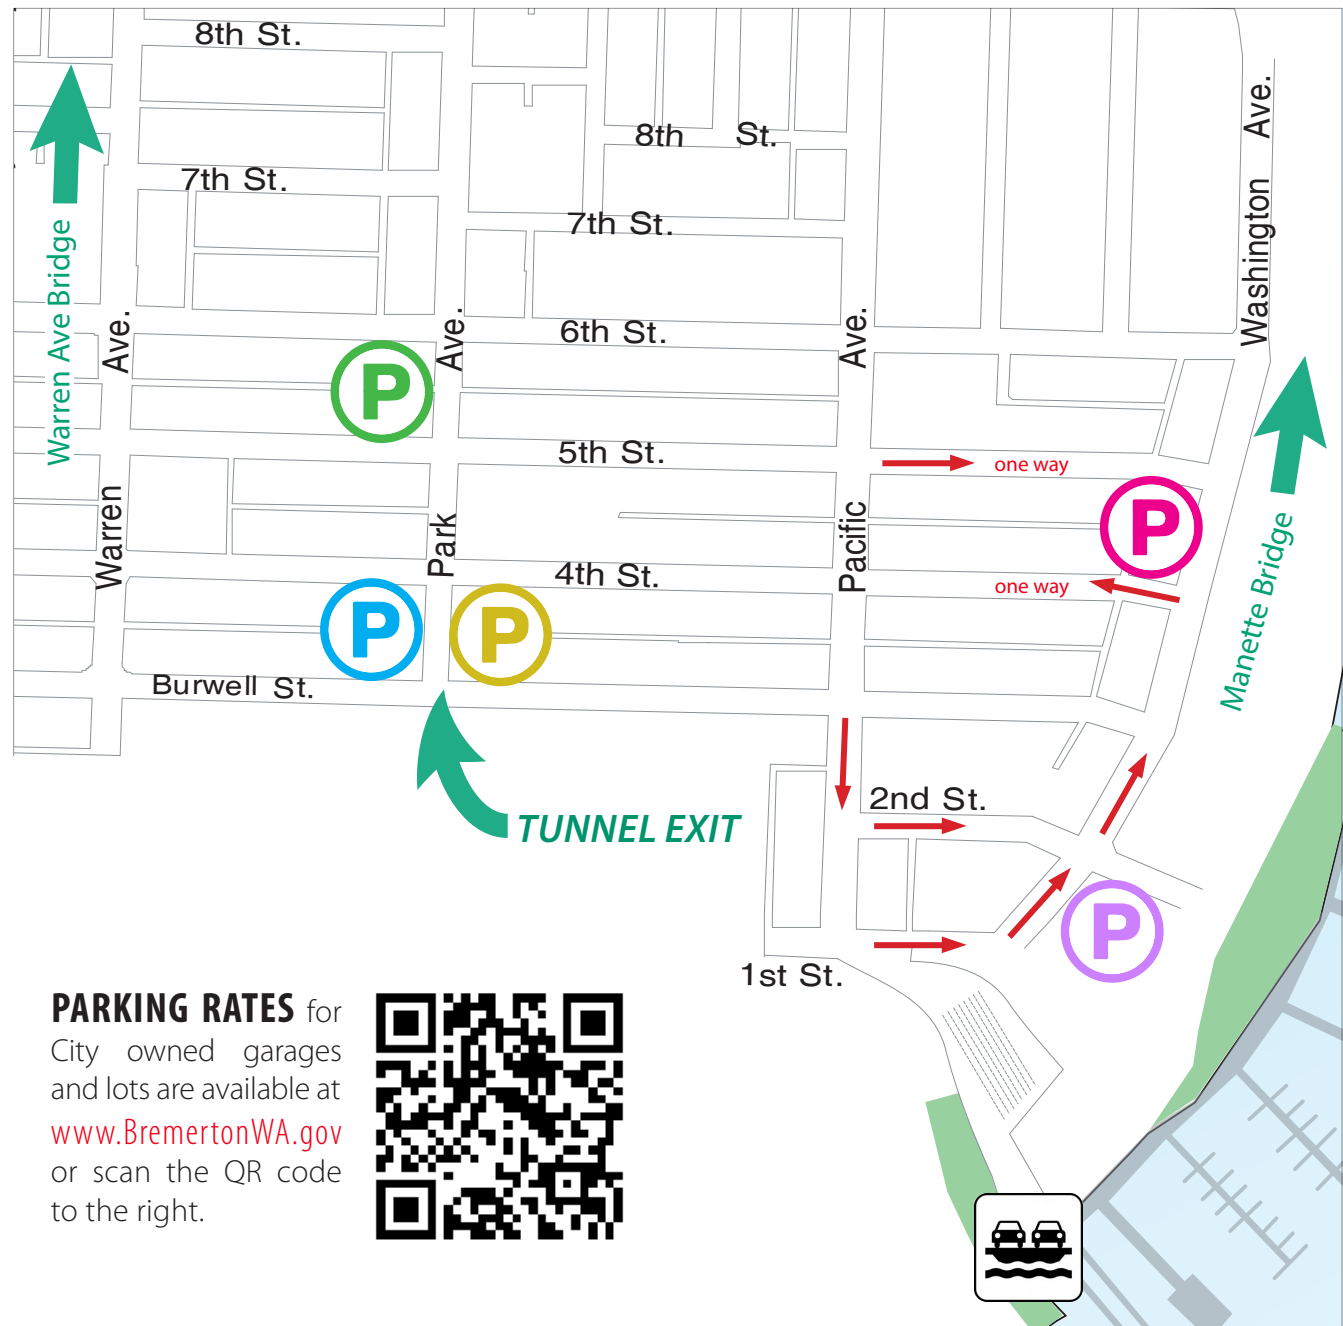 8th St.
8th St.
7th St.
7th St.
6th St.
5th St.
4th St.
Burwell St.
2nd St.
1st St.
Warren Ave.
Park Ave.
Pacific Ave.
Washington Ave.
Warren Ave Bridge
Manette Bridge
one way
one way
P
P
P
P
P
TUNNEL EXIT
PARKING RATES for
City owned garages
and lots are available at
www.BremertonWA.gov
or scan the QR code
to the right.